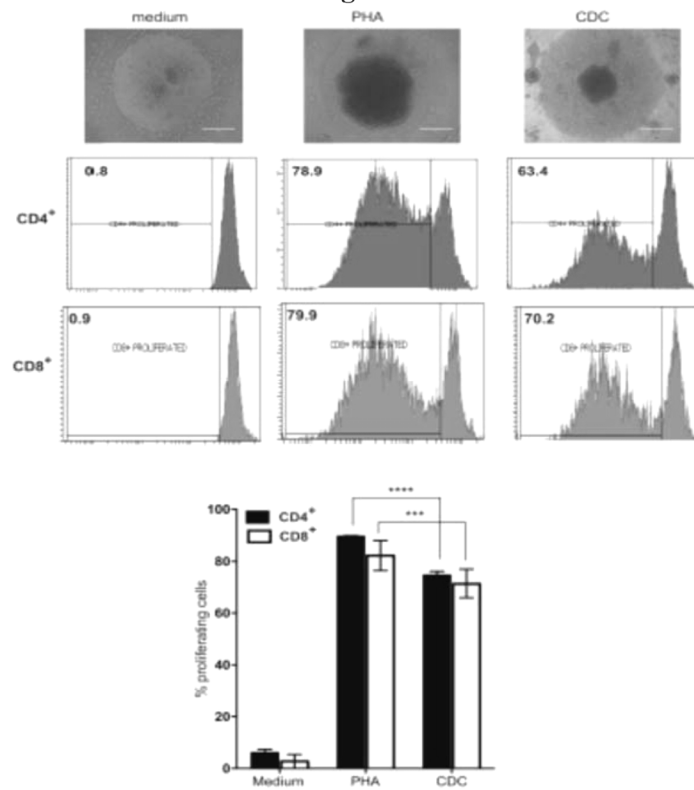 medium PHA CDC
0.8 78.9 63.4
CD4+
CD4+ PROLIFERATED CD4+ PROLIFERATED CD4+ PROLIFERATED
0.9 79.9 70.2
CD8+ PROLIFERATED CD8+ PROLIFERATED CD8+ PROLIFERATED
CD8+
**** 
***
CD4+
CD8+
100
80
60
40
20
0
% proliferating cells
Medium PHA CDC